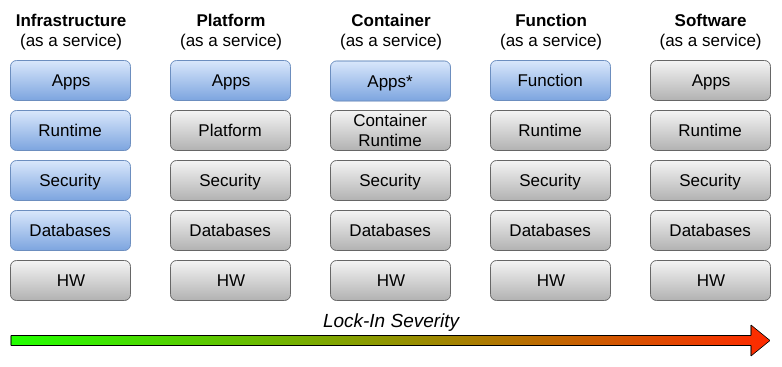 Infrastructure
(as a service)
Apps
Runtime
Security
Databases
HW
Platform
(as a service)
Apps
Platform
Security
Databases
HW
Container
(as a service)
Apps*
Container
Runtime
Security
Databases
HW
Function
(as a service)
Function
Runtime
Security
Databases
HW
Software
(as a service)
Apps
Runtime
Security
Databases
HW
Lock-In Severity